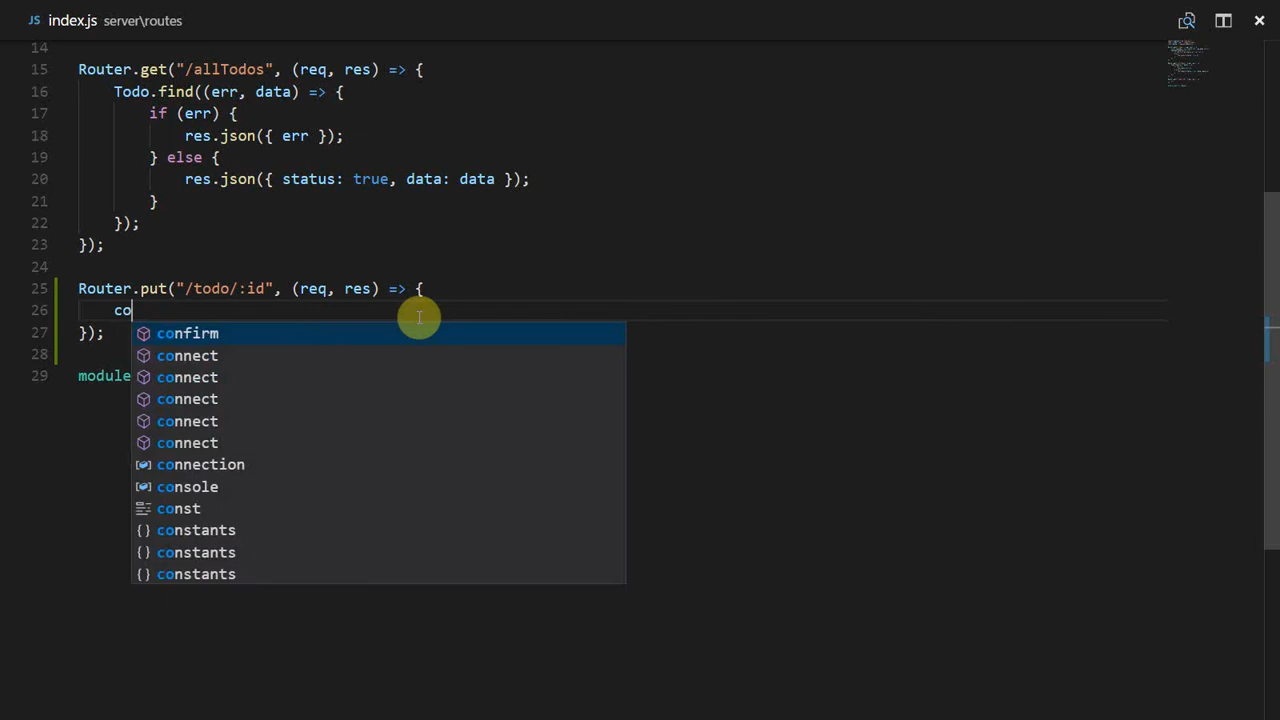 JS index.js server\routes
14
15 Router.get("/allTodos", (req, res) => {
16 Todo.find((err, data) => {
17 if (err) {
18 res.json({ err });
19 } else {
20 res.json({ status: true, data: data });
21 }
22 });
23 });
24
25 Router.put("/todo/:id", (req, res) => {
26 co
confirm
27 });
connect
28
connect
29 module
connect
connect
connect
connection
console
const
constants
constants
constants